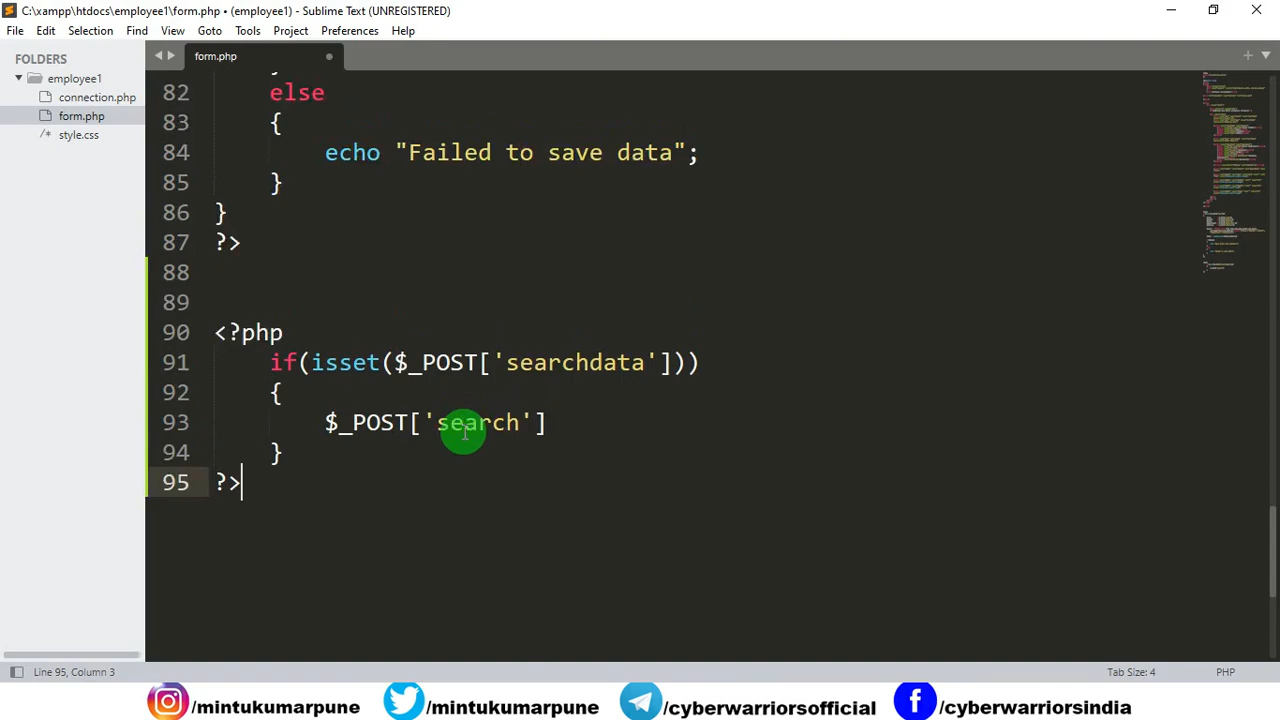 C:\xampp\htdocs\employee1\form.php • (employee1) - Sublime Text (UNREGISTERED)
File Edit Selection Find View Goto Tools Project Preferences Help
FOLDERS
employee1
connection.php
form.php
/* style.css
form.php
82 else
83 {
84 echo "Failed to save data";
85 }
86 }
87 ?>
88
89
90 <?php
91 if(isset($_POST['searchdata']))
92 {
93 $_POST['search']
94 }
95 ?>
Line 95, Column 3
Tab Size: 4
PHP
/mintukumarpune /mintukumarpune /cyberwarriorsofficial /cyberwarriorsindia